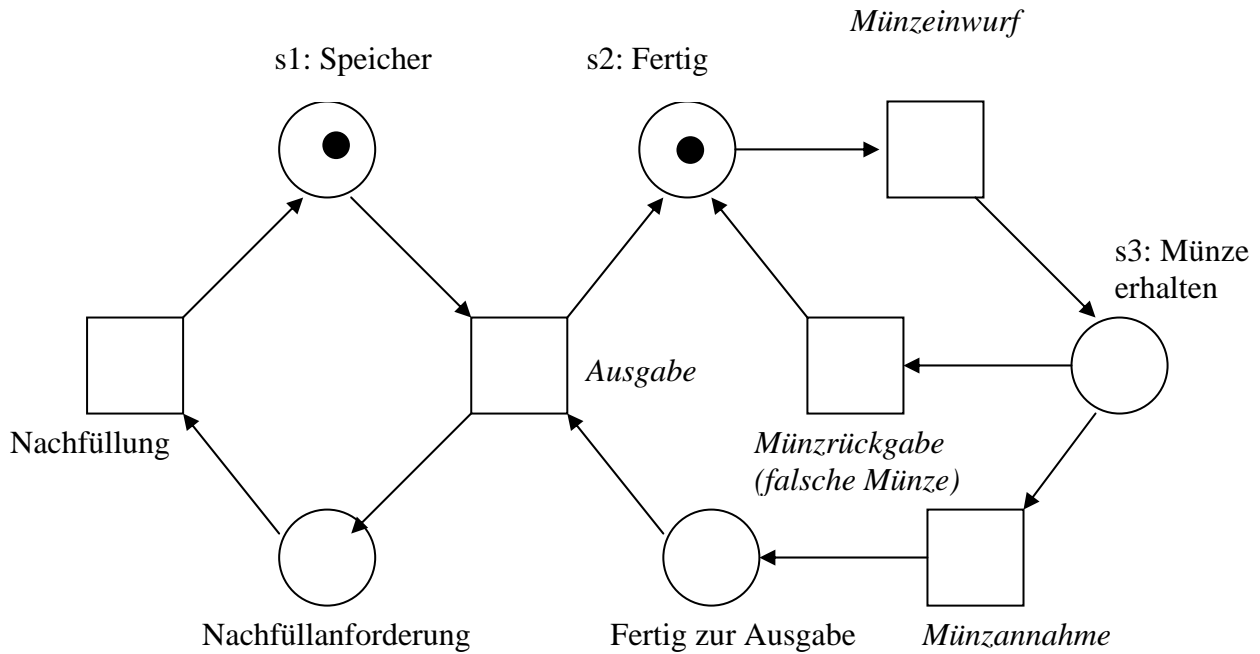 Münzeinwurf
s1: Speicher
s2: Fertig
s3: Münze
erhalten
Ausgabe
Nachfüllung
Münzrückgabe
(falsche Münze)
Nachfüllanforderung
Fertig zur Ausgabe
Münzannahme